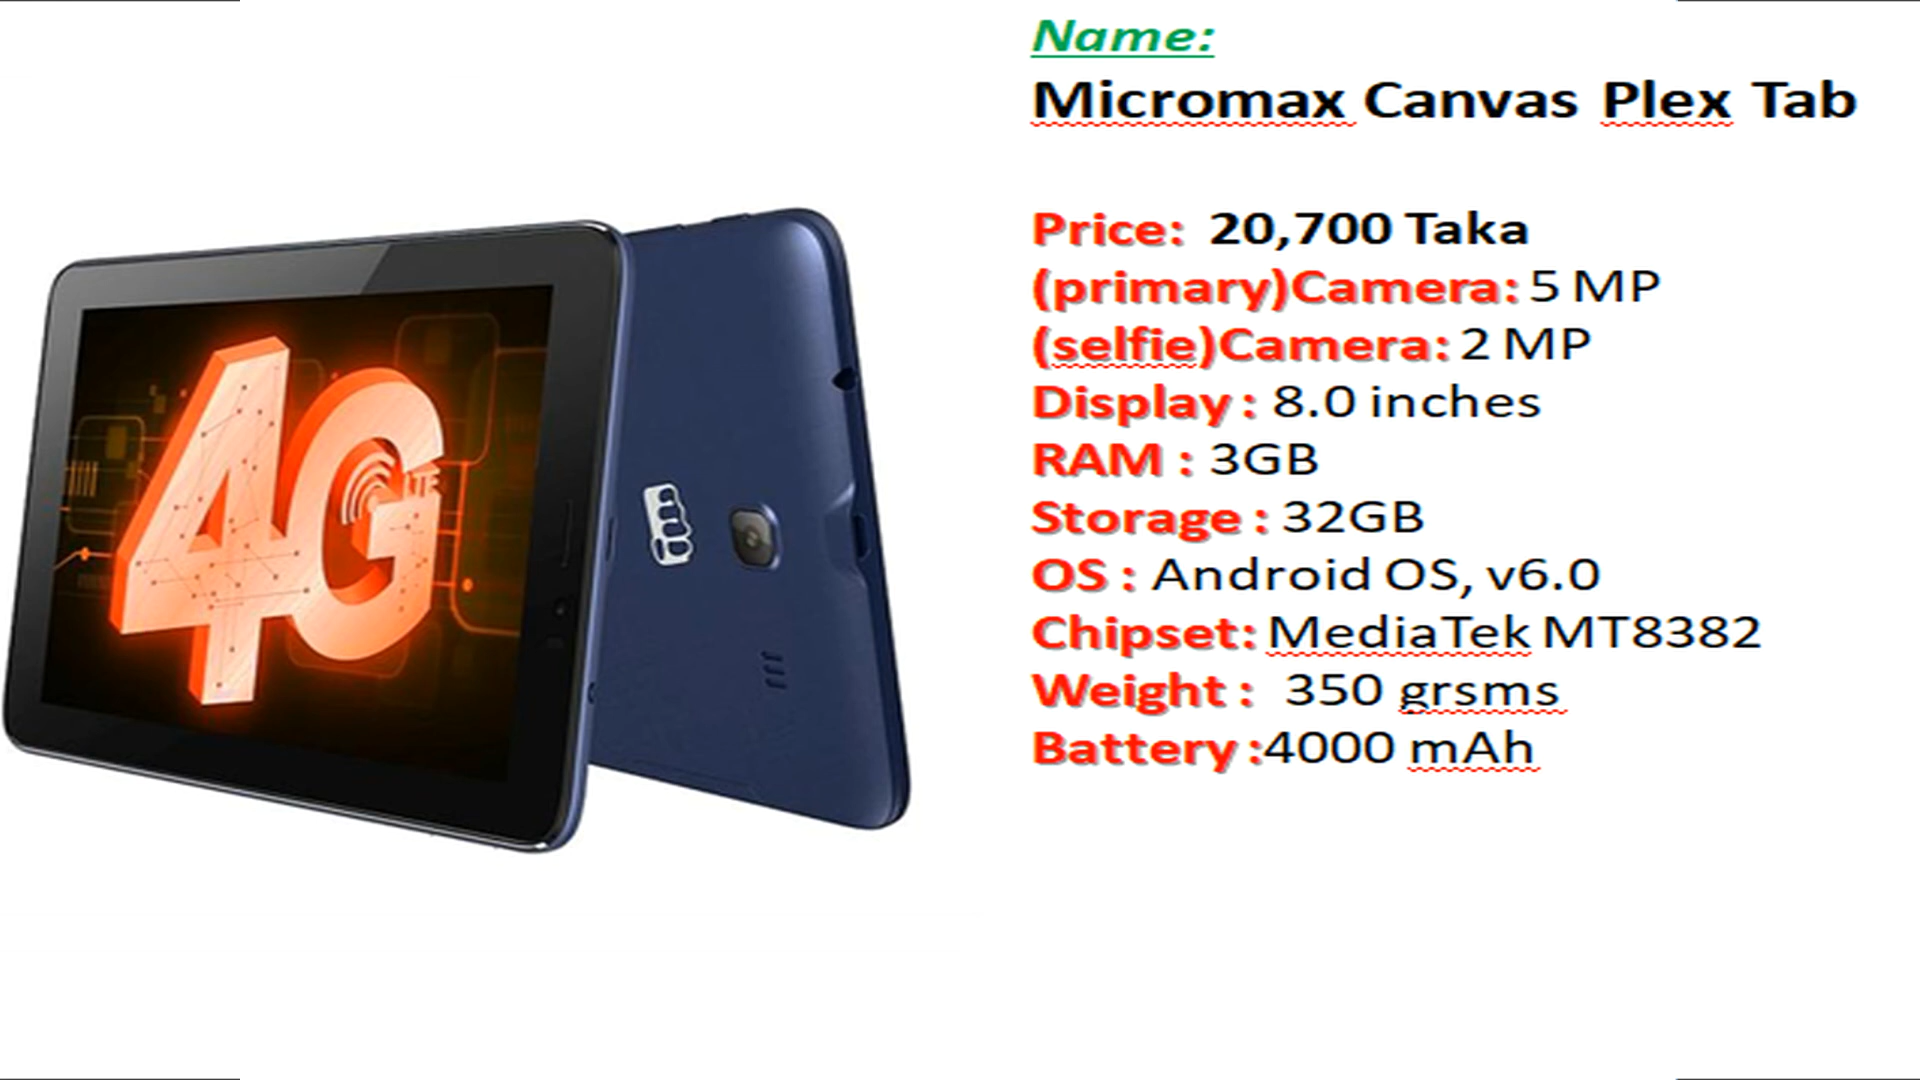 Name:
Micromax Canvas Plex Tab
Price: 20,700 Taka
(primary)Camera: 5 MP
(selfie)Camera: 2 MP
Display : 8.0 inches
RAM : 3GB
Storage : 32GB
OS : Android OS, v6.0
Chipset: MediaTek MT8382
Weight : 350 grsms
Battery :4000 mAh
4G
LTE
m